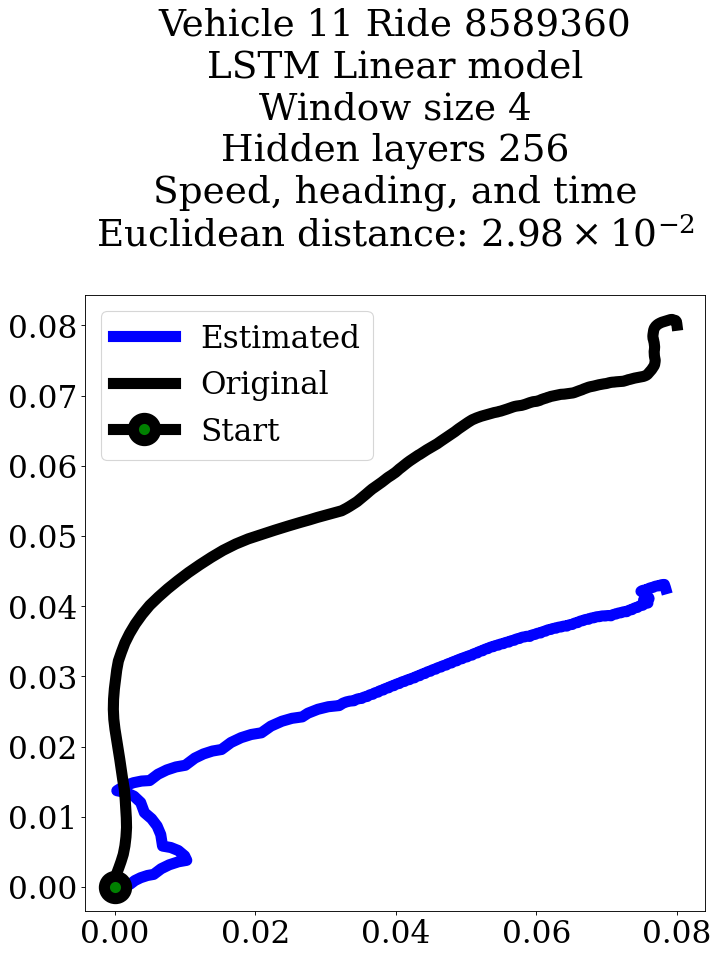 Vehicle 11 Ride 8589360
LSTM Linear model
Window size 4
Hidden layers 256
Speed, heading, and time
Euclidean distance: 2.98 × 10⁻²
Estimated
Original
Start
0.08
0.07
0.06
0.05
0.04
0.03
0.02
0.01
0.00
0.00 0.02 0.04 0.06 0.08